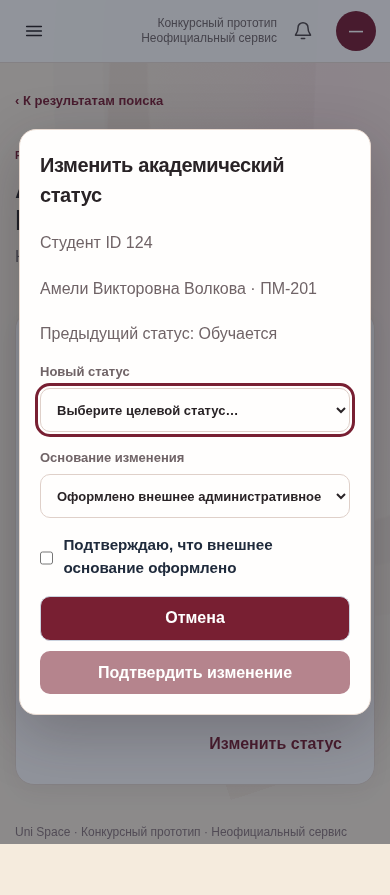 Конкурсный прототип
Неофициальный сервис
‹ К результатам поиска
Изменить академический
статус
Студент ID 124
Амели Викторовна Волкова · ПМ-201
Предыдущий статус: Обучается
Новый статус
Выберите целевой статус…
Основание изменения
Оформлено внешнее административное
Подтверждаю, что внешнее
основание оформлено
Отмена
Подтвердить изменение
Изменить статус
Uni Space · Конкурсный прототип · Неофициальный сервис